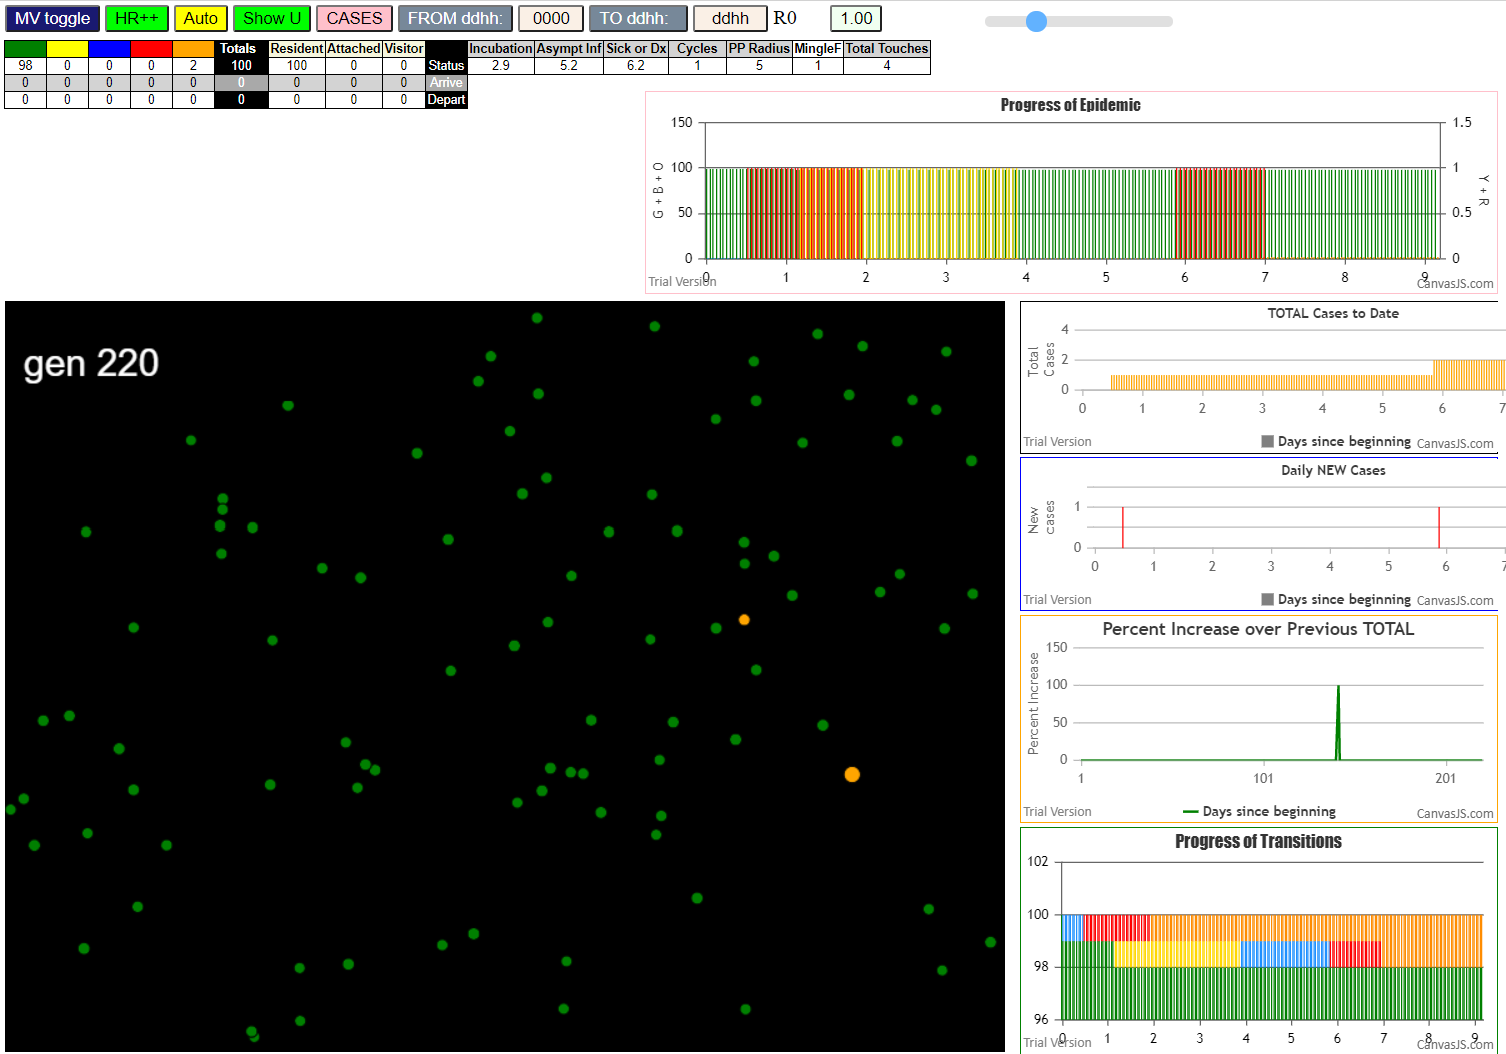 MV toggle HR++ Auto Show U CASES FROM ddhh: 0000 TO ddhh: ddhh R0 1.00
Totals Resident Attached Visitor Incubation Asympt Inf Sick or Dx Cycles PP Radius MingleF Total Touches
98 0 0 0 2 100 100 0 0 Status 2.9 5.2 6.2 1 5 1 4
0 0 0 0 0 0 0 0 0 Arrive
0 0 0 0 0 0 0 0 0 Depart
Progress of Epidemic
150 1.5
100 1
50 0.5
0 0
G + B + O
Y + R
0 1 2 3 4 5 6 7 8 9
Trial Version CanvasJS.com
gen 220
TOTAL Cases to Date
4
2
0
Total
Cases
0 1 2 3 4 5 6 7
Days since beginning
Trial Version CanvasJS.com
Daily NEW Cases
1
0
New
cases
0 1 2 3 4 5 6 7
Days since beginning
Trial Version CanvasJS.com
Percent Increase over Previous TOTAL
150
100
50
0
Percent Increase
1 101 201
Days since beginning
Trial Version CanvasJS.com
Progress of Transitions
102
100
98
96
0 1 2 3 4 5 6 7 8 9
Trial Version CanvasJS.com